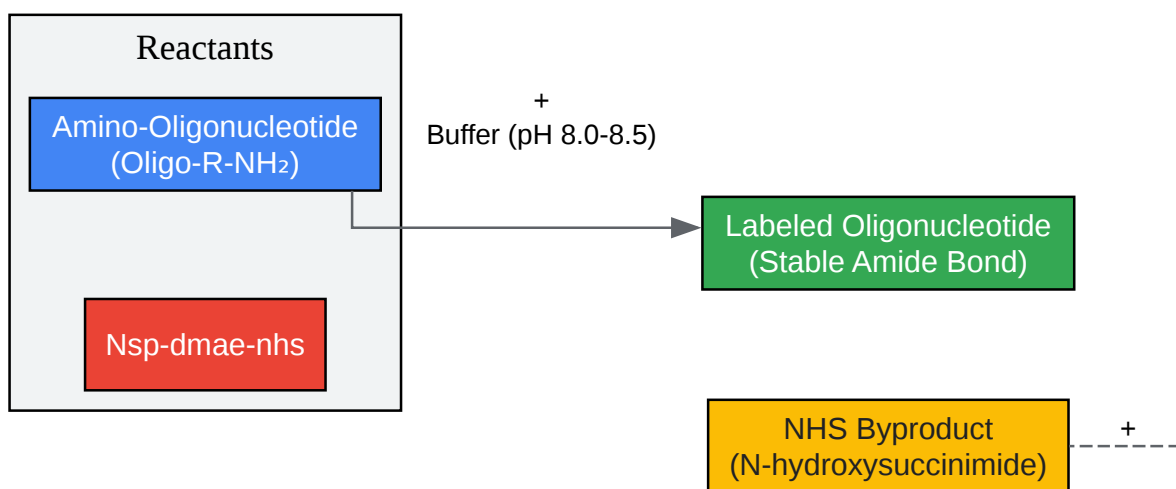 Reactants
Amino-Oligonucleotide
(Oligo-R-NH₂)
+
Buffer (pH 8.0-8.5)
Labeled Oligonucleotide
(Stable Amide Bond)
Nsp-dmae-nhs
NHS Byproduct
(N-hydroxysuccinimide)
+